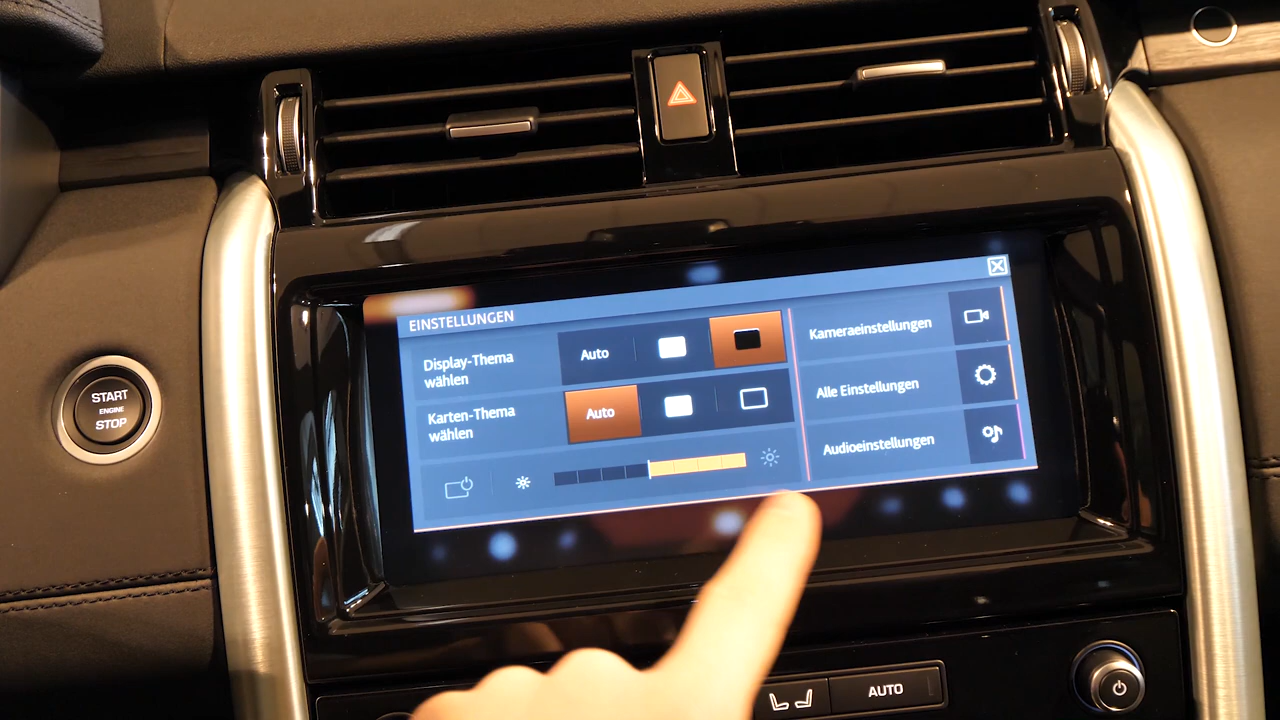 EINSTELLUNGEN
Display-Thema
wählen
Auto
Karten-Thema
wählen
Auto
Kameraeinstellungen
Alle Einstellungen
Audioeinstellungen
START
ENGINE
STOP
AUTO